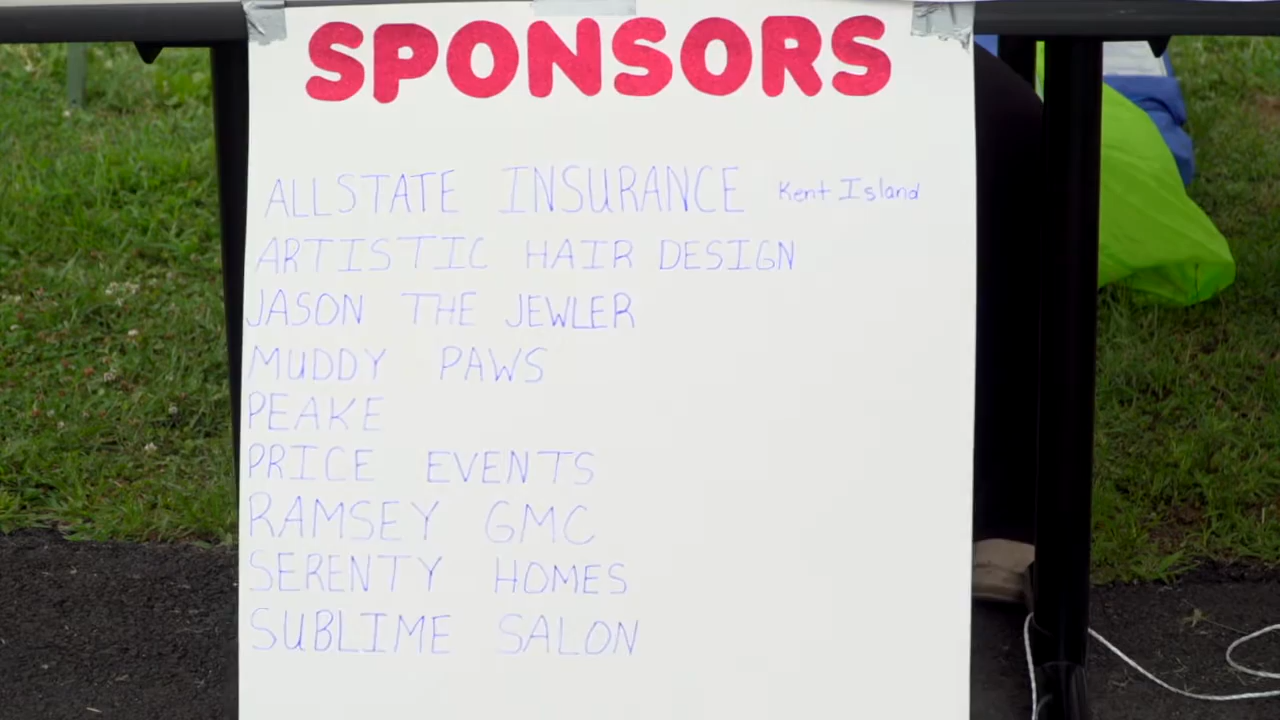 SPONSORS
ALLSTATE INSURANCE Kent Island
ARTISTIC HAIR DESIGN
JASON THE JEWLER
MUDDY PAWS
PEAKE
PRICE EVENTS
RAMSEY GMC
SERENTY HOMES
SUBLIME SALON